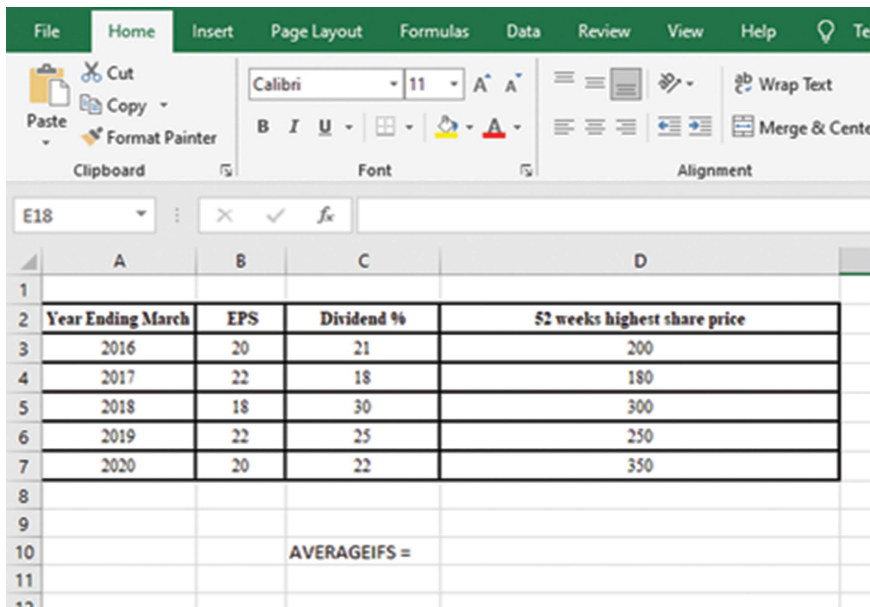 File Home Insert Page Layout Formulas Data Review View Help Te
Cut
Copy
Format Painter
Paste
Calibri 11 A A
B I U A
ab Wrap Text
Merge & Cente
Clipboard Font Alignment
E18 fx
A B C D
1
2 Year Ending March EPS Dividend % 52 weeks highest share price
3 2016 20 21 200
4 2017 22 18 180
5 2018 18 30 300
6 2019 22 25 250
7 2020 20 22 350
8
9
10 AVERAGEIFS =
11